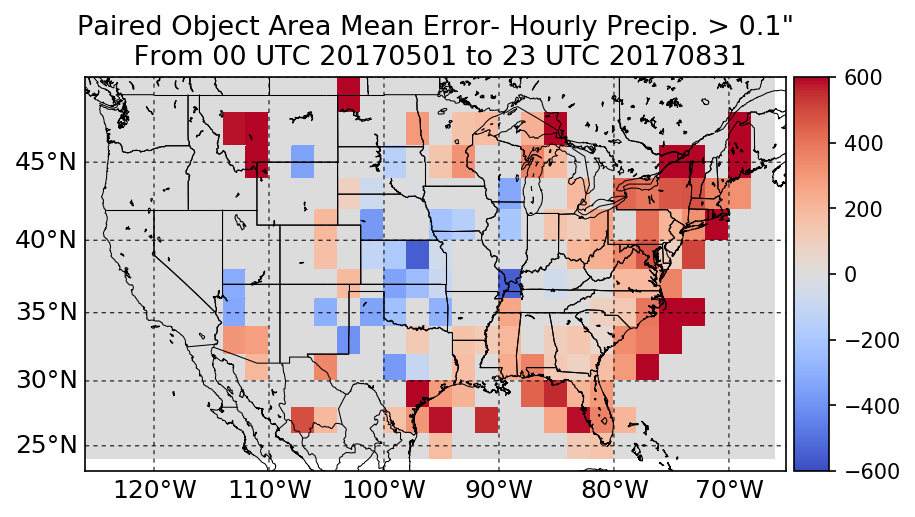 Paired Object Area Mean Error- Hourly Precip. > 0.1"
From 00 UTC 20170501 to 23 UTC 20170831
45°N
40°N
35°N
30°N
25°N
120°W
110°W
100°W
90°W
80°W
70°W
600
400
200
0
−200
−400
−600